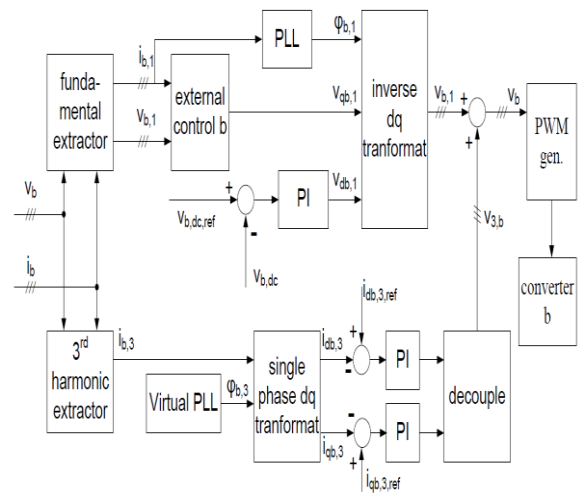 i_b,1
PLL
φ_b,1
funda-
mental
extractor
external
control b
inverse
dq
tranformat
v_b,1
v_qb,1
v_b,1
+
+
v_b
PWM
gen.
v_b
+
-
PI
v_db,1
v_b,dc,ref
v_b,dc
v_3,b
i_b
i_db,3,ref
converter
b
3rd
harmonic
extractor
i_b,3
single
phase dq
tranformat
i_db,3
+
-
PI
decouple
Virtual PLL
φ_b,3
i_qb,3
-
+
PI
i_qb,3,ref